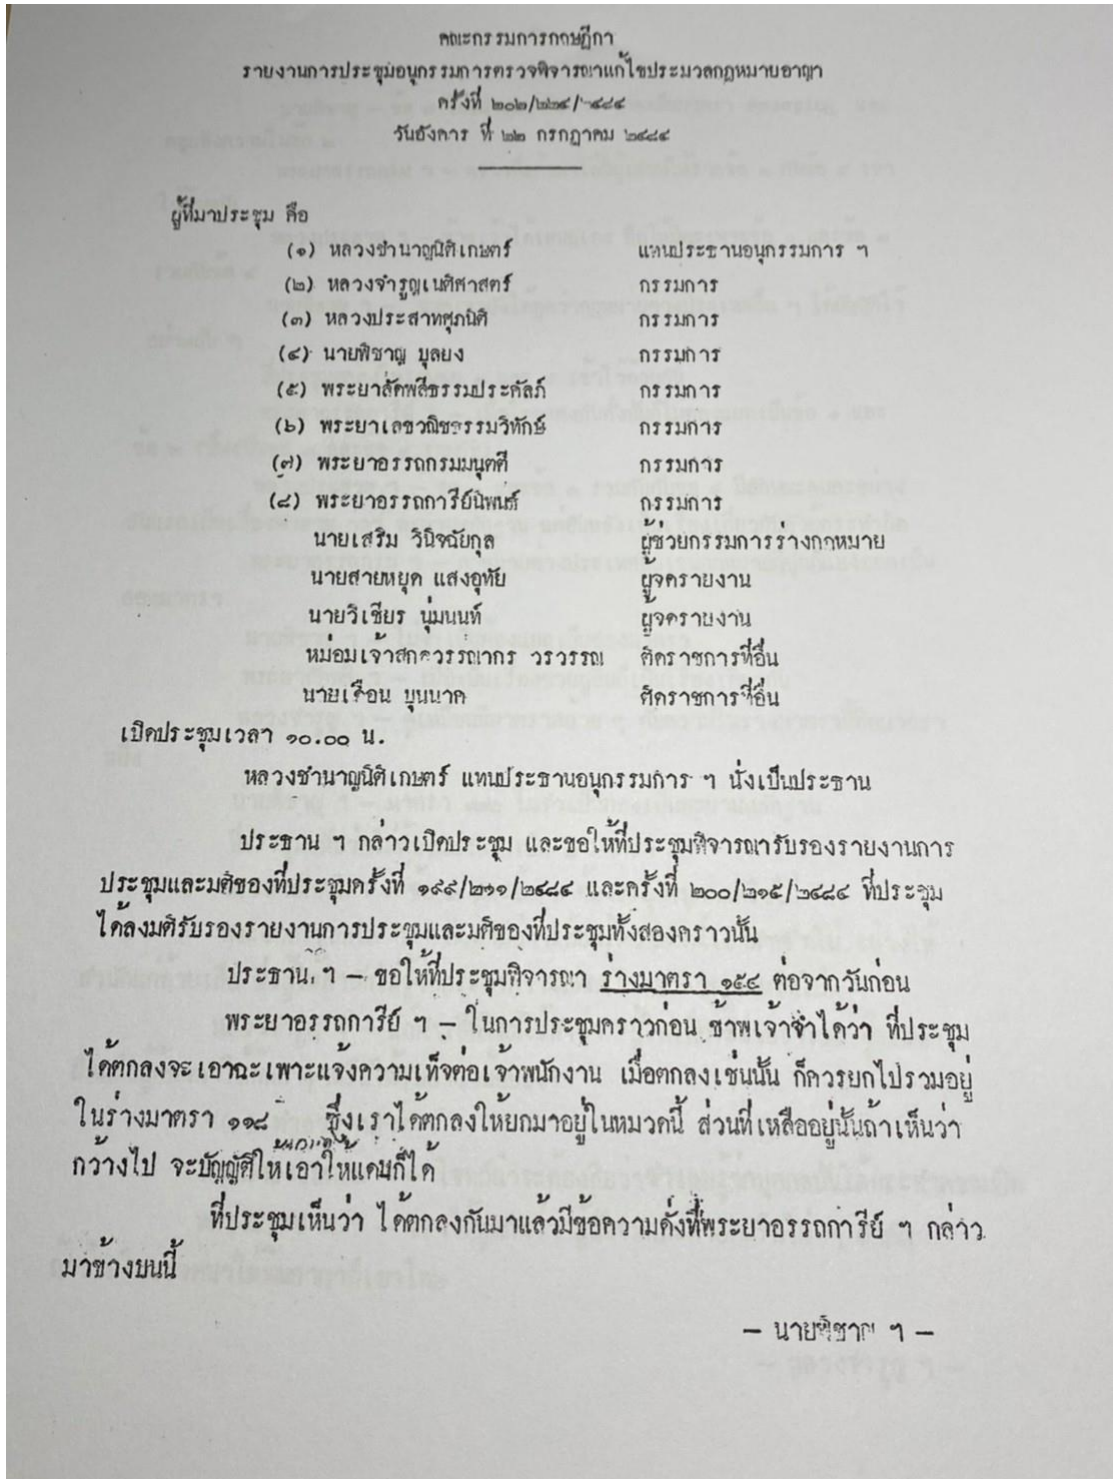 คณะกรรมการกฤษฎีกา
รายงานการประชุมอนุกรรมการตรวจพิจารณาแก้ไขประมวลกฎหมายอาญา
ครั้งที่ ๒๐๒/๒๒๔/๒๔๘๔
วันอังคาร ที่ ๒๒ กรกฎาคม ๒๔๘๔
ผู้ที่มาประชุม คือ
(๑) หลวงชำนาญนิติเกษตร์ แทนประธานอนุกรรมการ ฯ
(๒) หลวงจำรูญเนติศาสตร์ กรรมการ
(๓) หลวงประสาทศุภนิติ กรรมการ
(๔) นายพิชาญ บุลยง กรรมการ
(๕) พระยาลัดพลีธรรมประคัลภ์ กรรมการ
(๖) พระยาเลขวณิชธรรมวิทักษ์ กรรมการ
(๗) พระยาอรรถกรมมนุตตี กรรมการ
(๘) พระยาอรรถการีย์นิพนธ์ กรรมการ
นายเสริม วินิจฉัยกุล ผู้ช่วยกรรมการร่างกฎหมาย
นายสายหยุด แสงอุทัย ผู้จดรายงาน
นายวิเชียร นุ่มนนท์ ผู้จดรายงาน
หม่อมเจ้าสกลวรรณากร วรวรรณ ติดราชการที่อื่น
นายเดือน บุนนาค ติดราชการที่อื่น
เปิดประชุมเวลา ๑๐.๐๐ น.
หลวงชำนาญนิติเกษตร์ แทนประธานอนุกรรมการ ฯ นั่งเป็นประธาน
ประธาน ฯ กล่าวเปิดประชุม และขอให้ที่ประชุมพิจารณารับรองรายงานการ
ประชุมและมติของที่ประชุมครั้งที่ ๑๙๙/๒๑๑/๒๔๘๔ และครั้งที่ ๒๐๐/๒๑๕/๒๔๘๔ ที่ประชุม
ได้ลงมติรับรองรายงานการประชุมและมติของที่ประชุมทั้งสองคราวนั้น
ประธาน ฯ – ขอให้ที่ประชุมพิจารณา ร่างมาตรา ๑๙๔ ต่อจากวันก่อน
พระยาอรรถการีย์ ฯ – ในการประชุมคราวก่อน ข้าพเจ้าจำได้ว่า ที่ประชุม
ได้ตกลงจะเอาฉะเพาะแจ้งความเท็จต่อเจ้าพนักงาน เมื่อตกลงเช่นนั้น ก็ควรยกไปรวมอยู่
ในร่างมาตรา ๑๑๘ ซึ่งเราได้ตกลงให้ยกมาอยู่ในหมวดนี้ ส่วนที่เหลืออยู่นั้นถ้าเห็นว่า
กว้างไป จะบัญญัติให้เอาให้แคบก็ได้
ที่ประชุมเห็นว่า ได้ตกลงกันมาแล้วมีข้อความดั่งที่พระยาอรรถการีย์ ฯ กล่าว
มาข้างบนนี้
– นายพิชาญ ฯ –